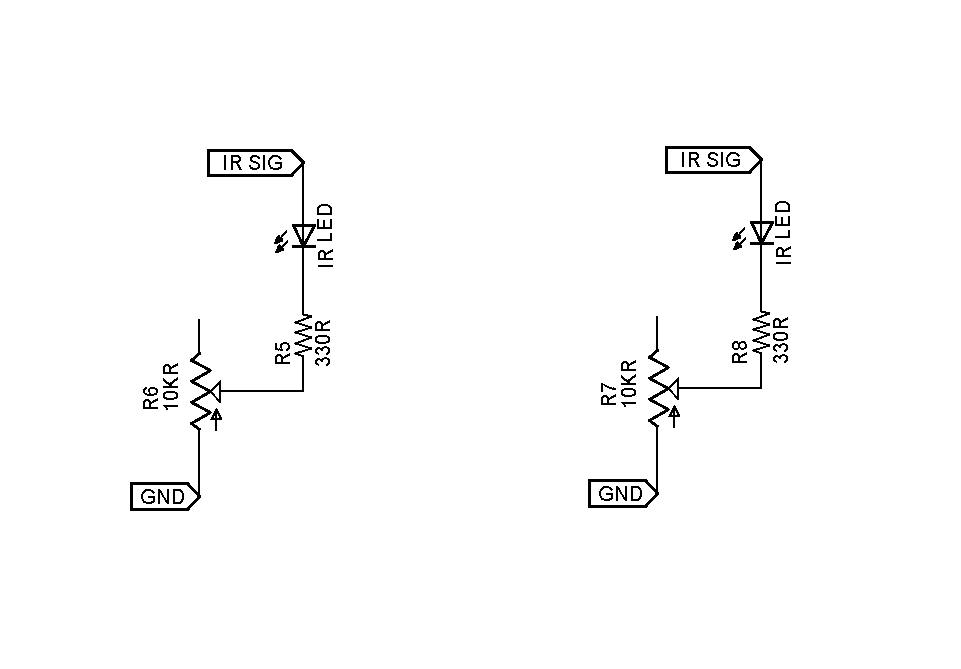 IR SIG
IR LED
R5
330R
R6
10KR
GND
IR SIG
IR LED
R8
330R
R7
10KR
GND